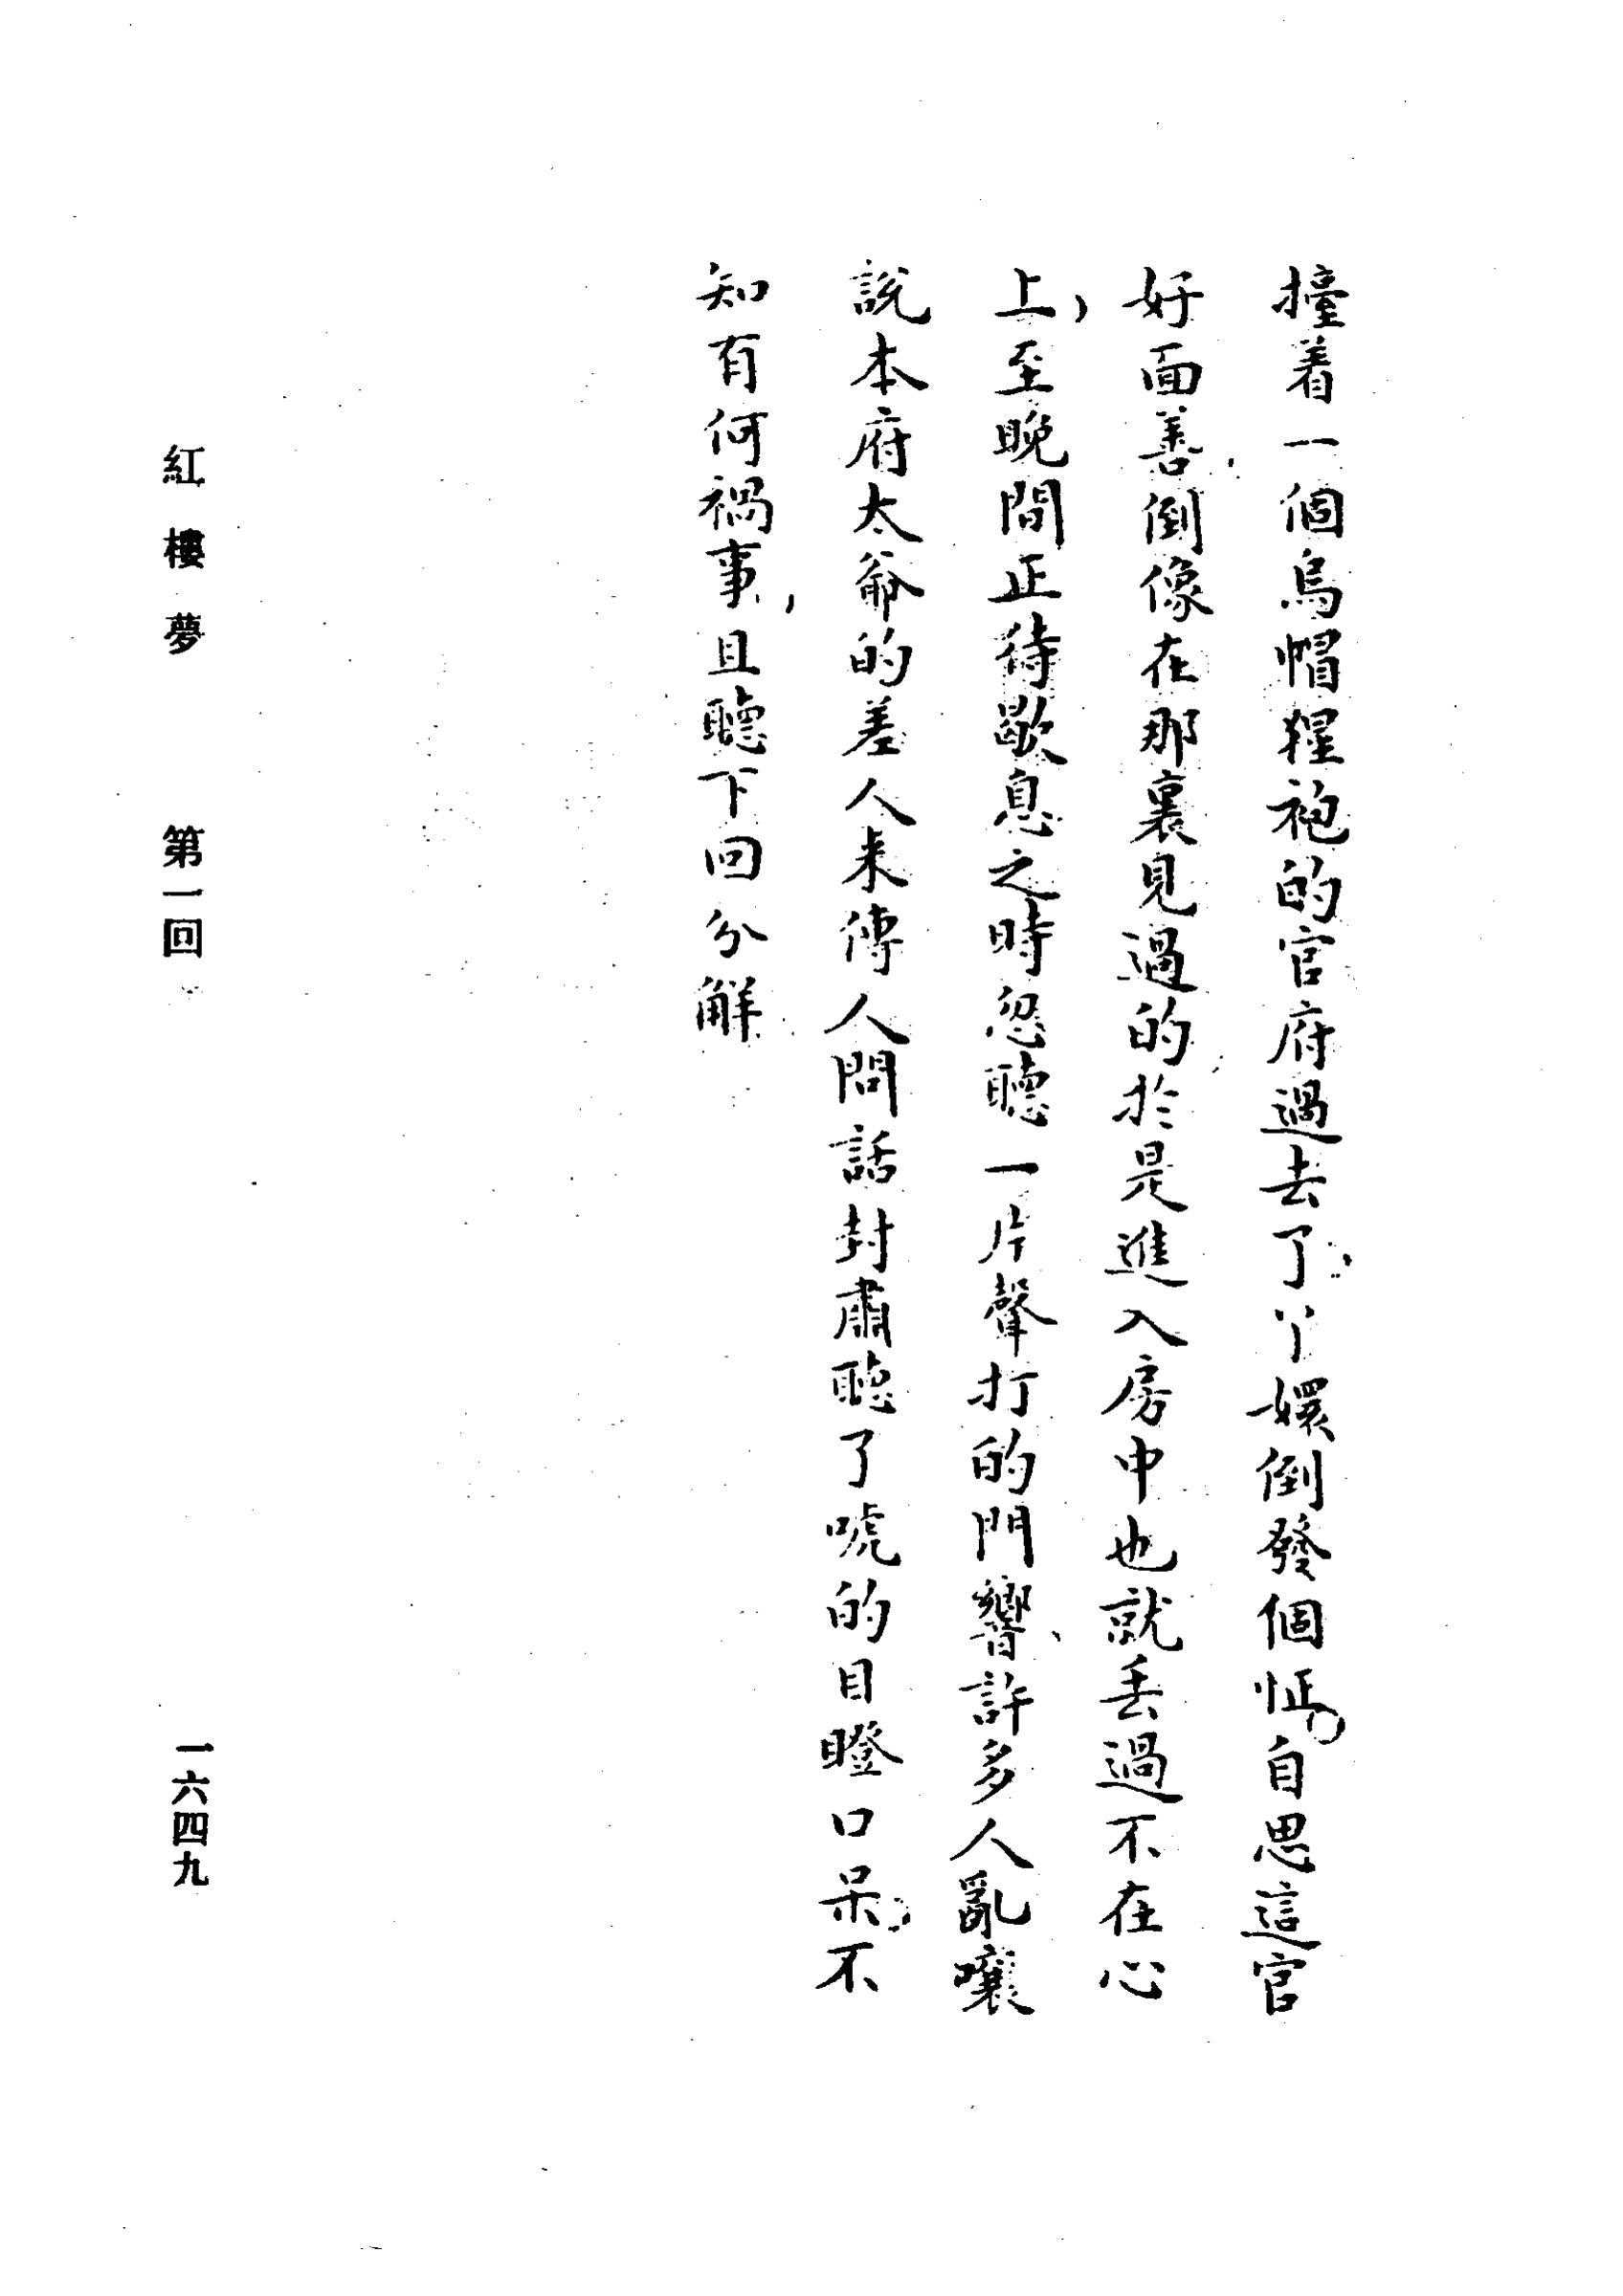 擡着一個烏帽猩袍的官府過去了丫嬛倒發個怔自思這官
好面善倒像在那裏見過的於是進入房中也就丢過不在心
上至晚間正待歇息之時忽聽一片聲打的門響許多人亂嚷
說本府太爺的差人来傳人問話封肅聽了唬的目瞪口呆不
知有何禍事且聽下回分解
紅樓夢 第一回 一六四九